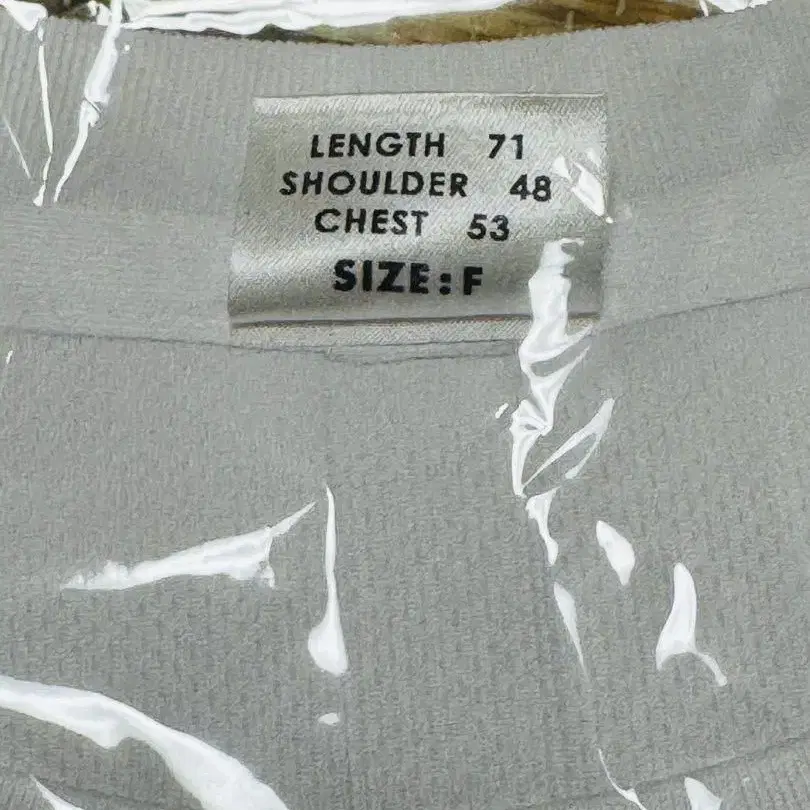 LENGTH 71
SHOULDER 48
CHEST 53
SIZE:F